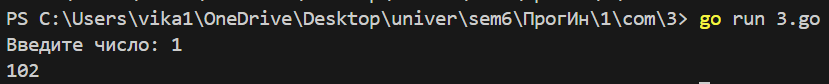 PS C:\Users\vika1\OneDrive\Desktop\univer\sem6\ПрогИн\1\com\3> go run 3.go
Введите число: 1
102